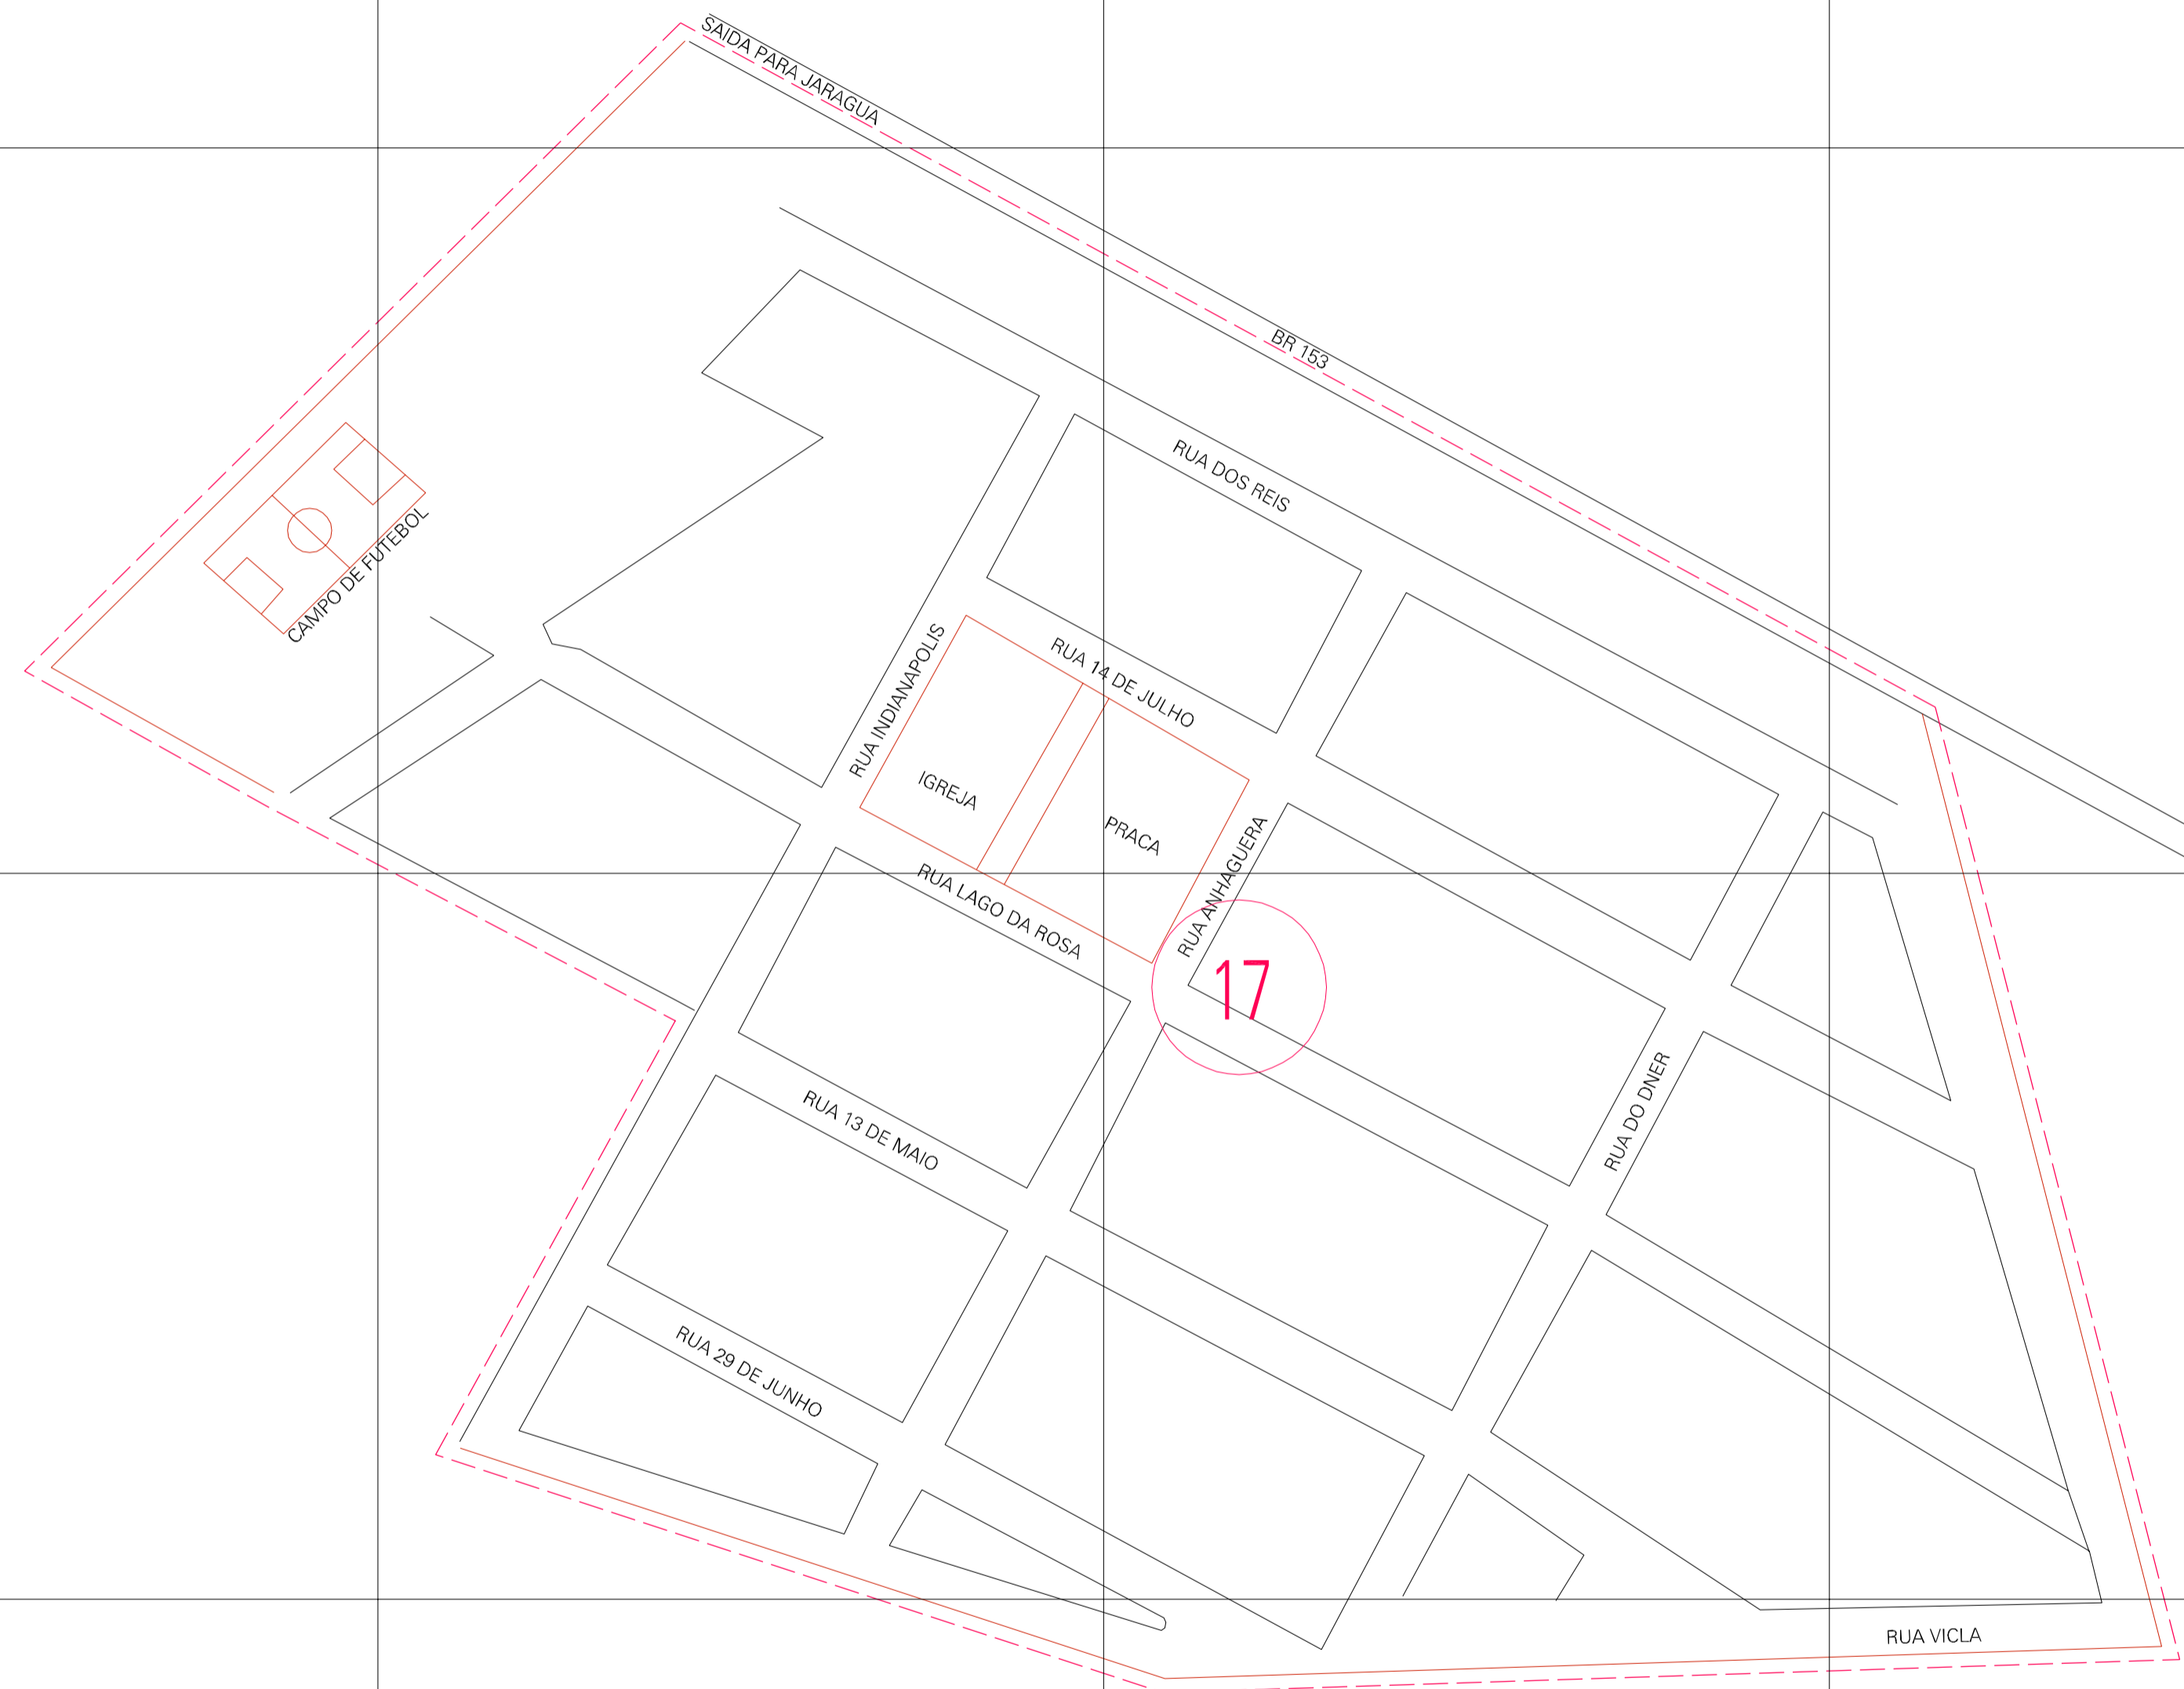 SAIDA PARA JARAGUA
BR 153
RUA DOS REIS
CAMPO DE FUTEBOL
RUA INDIANAPOLIS
RUA 14 DE JULHO
IGREJA
PRACA
RUA ANHAGUERA
RUA LAGO DA ROSA
17
RUA DO DNER
RUA 13 DE MAIO
RUA 29 DE JUNHO
RUA VICLA